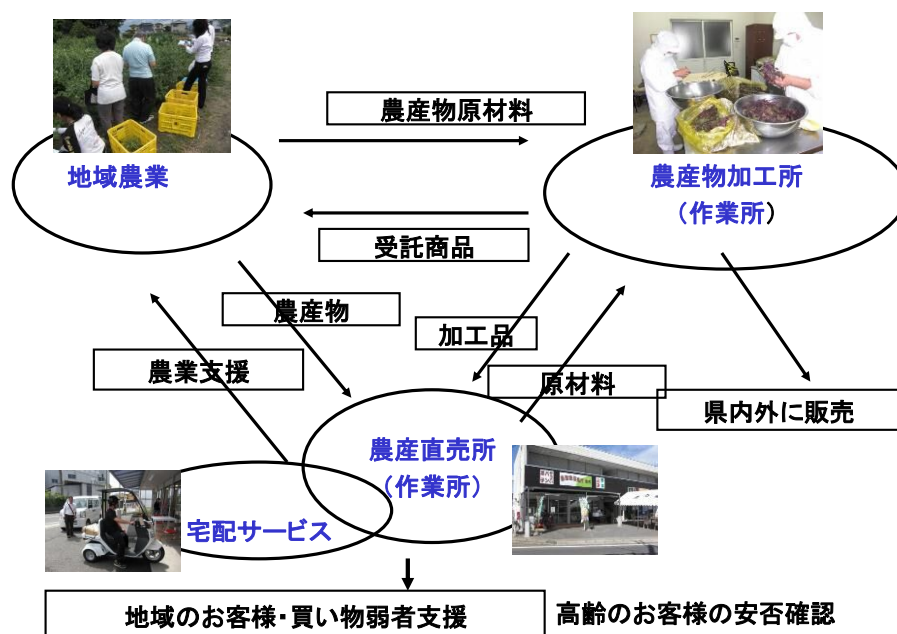 農産物原材料
地域農業
農産物加工所
（作業所）
受託商品
農産物
加工品
農業支援
原材料
県内外に販売
農産直売所
（作業所）
宅配サービス
地域のお客様・買い物弱者支援
高齢のお客様の安否確認